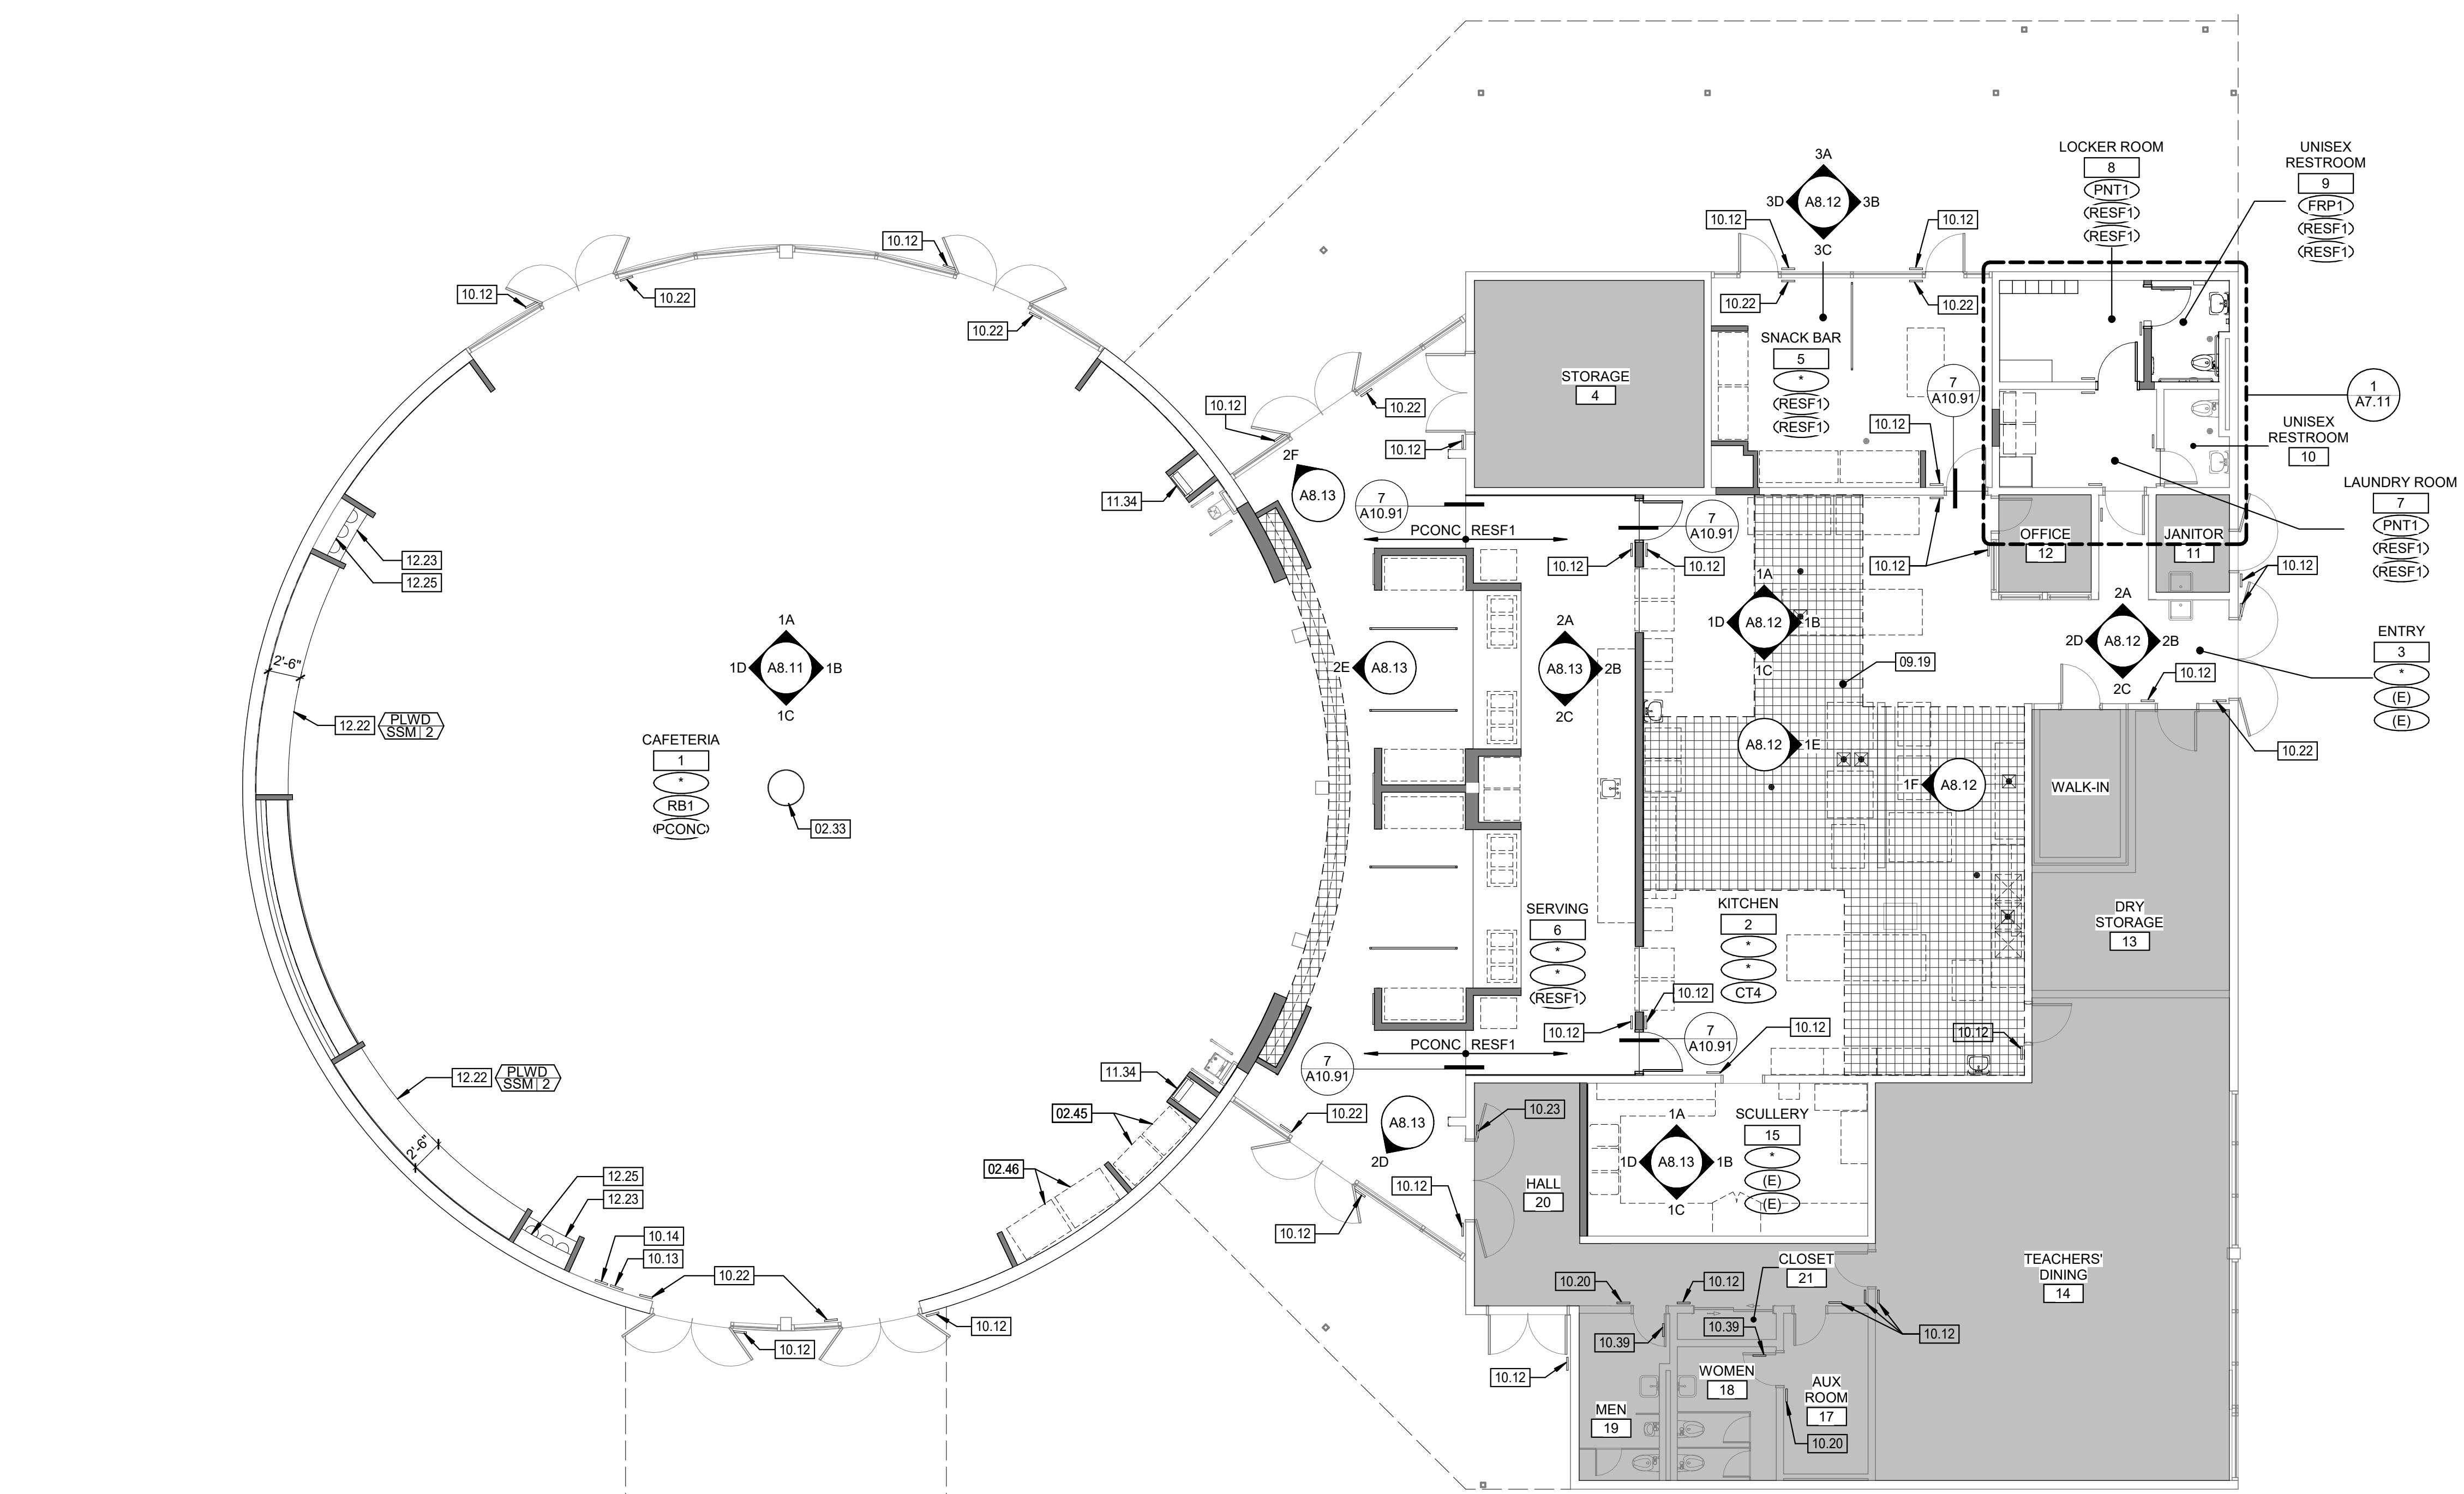 LOCKER ROOM
8
PNT1
(RESF1)
(RESF1)
UNISEX
RESTROOM
9
FRP1
(RESF1)
(RESF1)
3A
3D
A8.12
3B
3C
10.12
10.12
10.22
10.22
10.12
10.12
10.22
10.22
SNACK BAR
5
*
(RESF1)
(RESF1)
7
A10.91
STORAGE
4
1
A7.11
10.12
10.22
10.12
10.12
UNISEX
RESTROOM
10
2F
A8.13
11.34
7
A10.91
7
A10.91
PCONC
RESF1
LAUNDRY ROOM
7
PNT1
(RESF1)
(RESF1)
OFFICE
12
JANITOR
11
12.23
12.25
10.12
10.12
10.12
10.12
1A
1D
A8.12
1B
1C
1A
1D
A8.11
1B
1C
2'-6"
2E
A8.13
2A
A8.13
2B
2C
09.19
2A
2D
A8.12
2B
2C
10.12
ENTRY
3
*
(E)
(E)
12.22
PLWD
SSM
2
CAFETERIA
1
*
RB1
(PCONC)
02.33
A8.12
1E
1F
A8.12
10.22
WALK-IN
SERVING
6
*
*
(RESF1)
KITCHEN
2
*
*
CT4
DRY
STORAGE
13
10.12
10.12
7
A10.91
10.12
10.12
PCONC
RESF1
7
A10.91
12.22
PLWD
SSM
2
11.34
02.45
10.22
A8.13
2D
10.23
2'-6"
02.46
1A
1D
A8.13
1B
1C
SCULLERY
15
*
(E)
(E)
12.25
12.23
10.12
HALL
20
10.14
10.13
10.12
10.22
CLOSET
21
TEACHERS'
DINING
14
10.20
10.12
10.12
10.12
10.39
10.39
10.12
10.12
WOMEN
18
AUX
ROOM
17
MEN
19
10.20